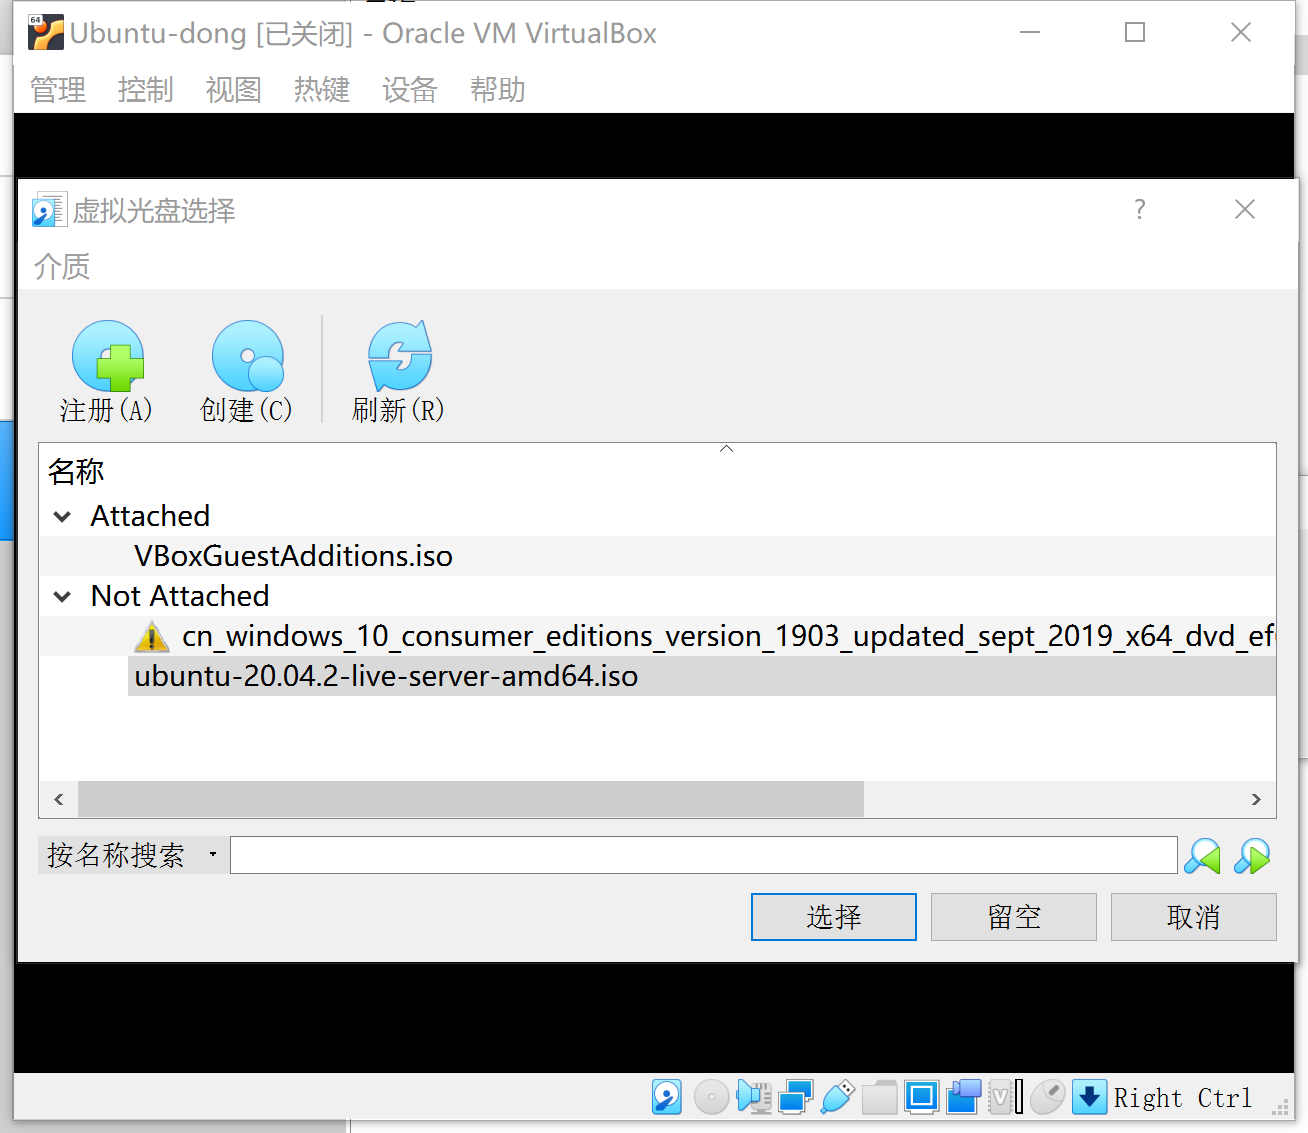 Ubuntu-dong [已关闭] - Oracle VM VirtualBox
管理 控制 视图 热键 设备 帮助
虚拟光盘选择 ?
介质
注册(A) 创建(C) 刷新(R)
名称
Attached
VBoxGuestAdditions.iso
Not Attached
cn_windows_10_consumer_editions_version_1903_updated_sept_2019_x64_dvd_ef
ubuntu-20.04.2-live-server-amd64.iso
按名称搜索
选择 留空 取消
Right Ctrl